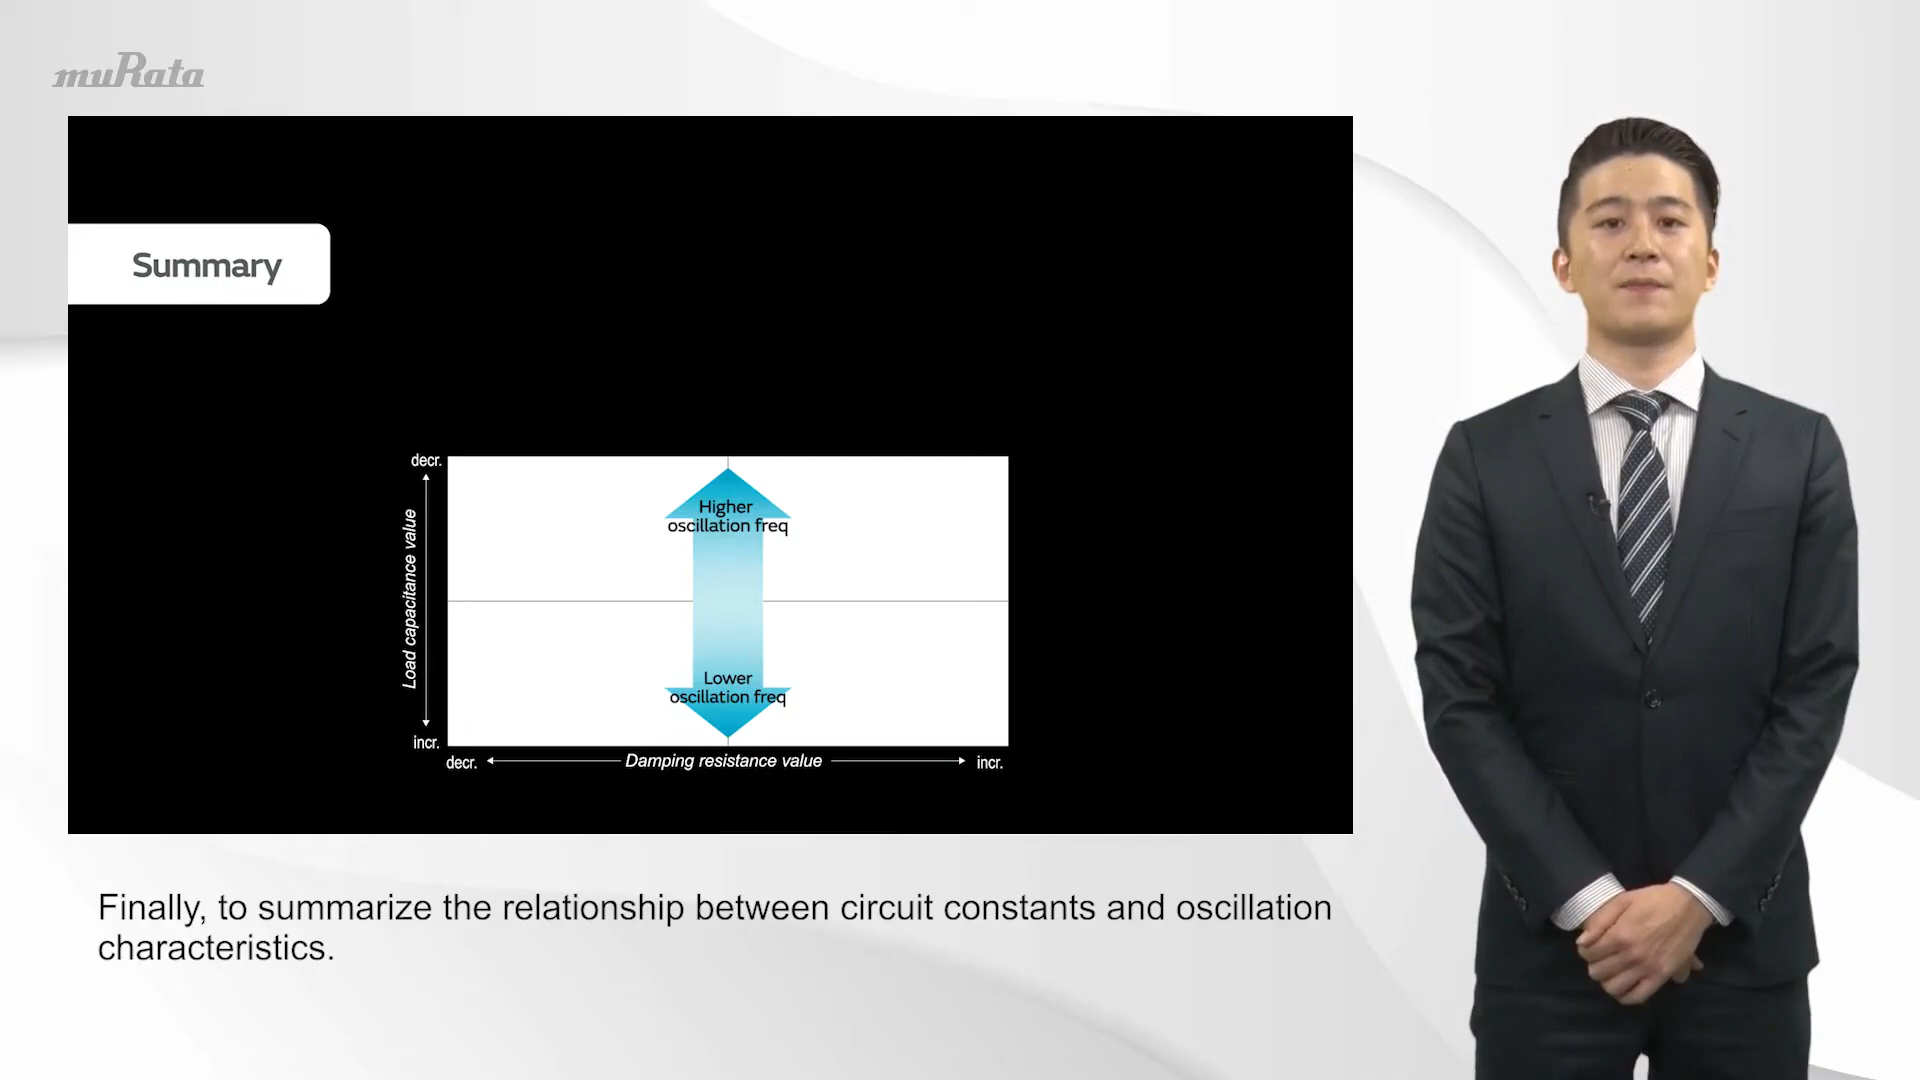 muRata
Summary
decr.
Higher
oscillation freq
Load capacitance value
Lower
oscillation freq
incr.
decr.
Damping resistance value
incr.
Finally, to summarize the relationship between circuit constants and oscillation
characteristics.